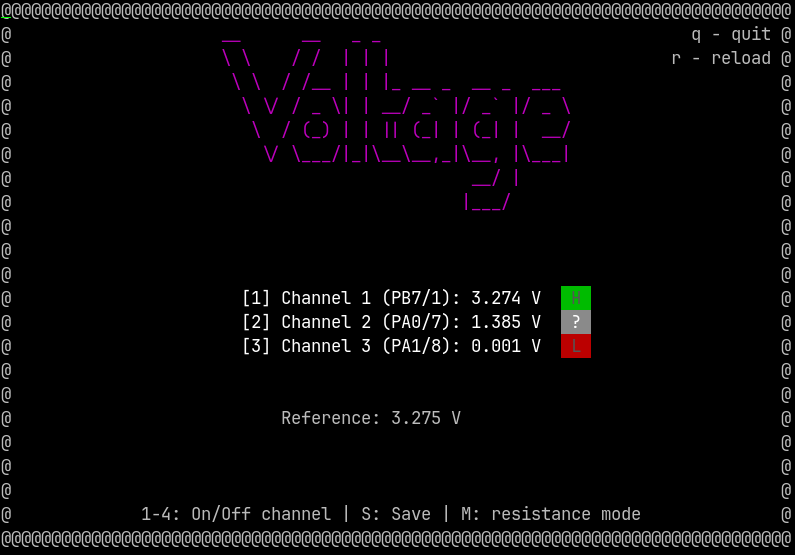 @@@@@@@@@@@@@@@@@@@@@@@@@@@@@@@@@@@@@@@@@@@@@@@@@@@@@@@@@@@@@@@@@@@@@@@@@@@@@@@
q - quit
r - reload
Voltage
[1] Channel 1 (PB7/1): 3.274 V H
[2] Channel 2 (PA0/7): 1.385 V ?
[3] Channel 3 (PA1/8): 0.001 V L
Reference: 3.275 V
1-4: On/Off channel | S: Save | M: resistance mode
@@@@@@@@@@@@@@@@@@@@@@@@@@@@@@@@@@@@@@@@@@@@@@@@@@@@@@@@@@@@@@@@@@@@@@@@@@@@@@@